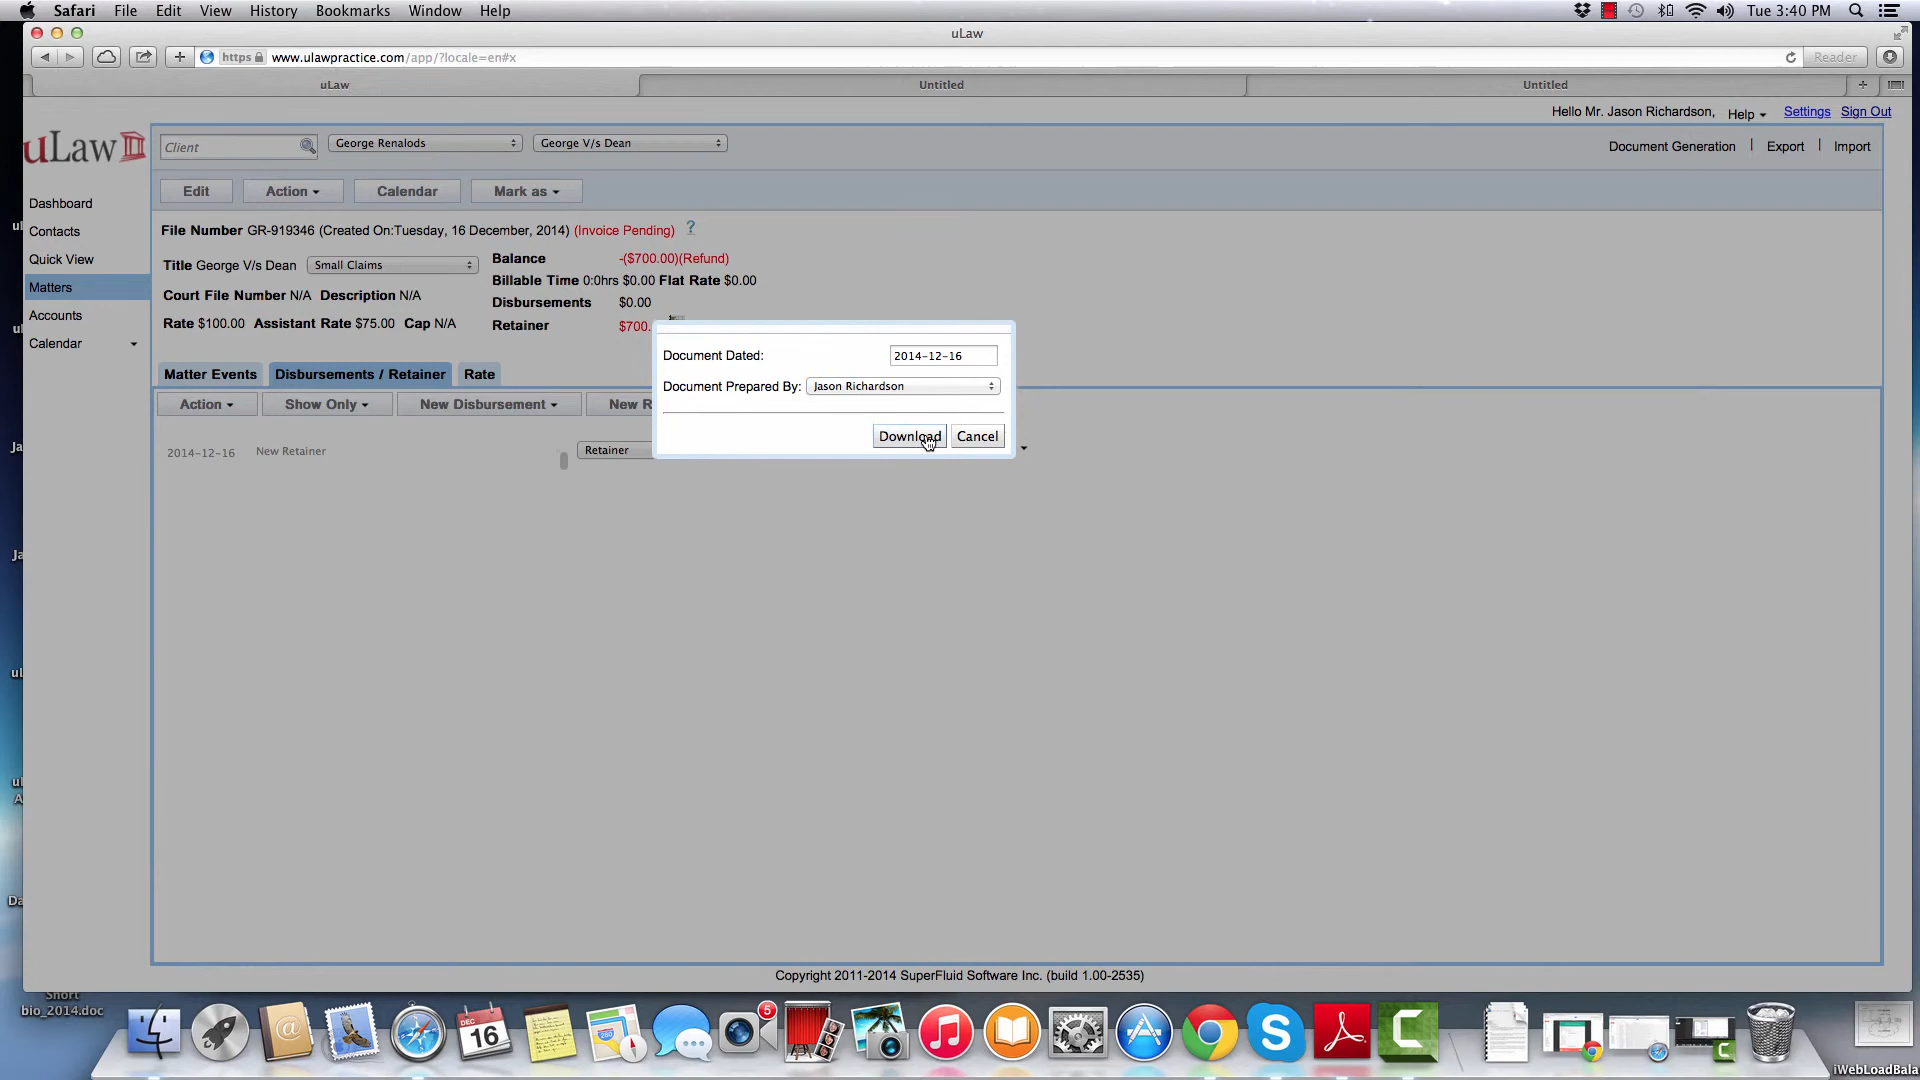 Safari File Edit View History Bookmarks Window Help Tue 3:40 PM
uLaw
https www.ulawpractice.com/app/?locale=en#x Reader
uLaw Untitled Untitled
Hello Mr. Jason Richardson, Help Settings Sign Out
uLaw
Client George Renalods George V/s Dean Document Generation | Export | Import
Edit Action Calendar Mark as
Dashboard
Contacts
Quick View
Matters
Accounts
Calendar
File Number GR-919346 (Created On:Tuesday, 16 December, 2014) (Invoice Pending) ?
Title George V/s Dean Small Claims
Court File Number N/A Description N/A
Rate $100.00 Assistant Rate $75.00 Cap N/A
Balance -($700.00)(Refund)
Billable Time 0:0hrs $0.00 Flat Rate $0.00
Disbursements $0.00
Retainer $700.
Matter Events Disbursements / Retainer Rate
Action Show Only New Disbursement New R
2014-12-16 New Retainer Retainer
Document Dated: 2014-12-16
Document Prepared By: Jason Richardson
Download Cancel
Copyright 2011-2014 SuperFluid Software Inc. (build 1.00-2535)
Short
bio_2014.doc
DEC
16
5
iWebLoadBala